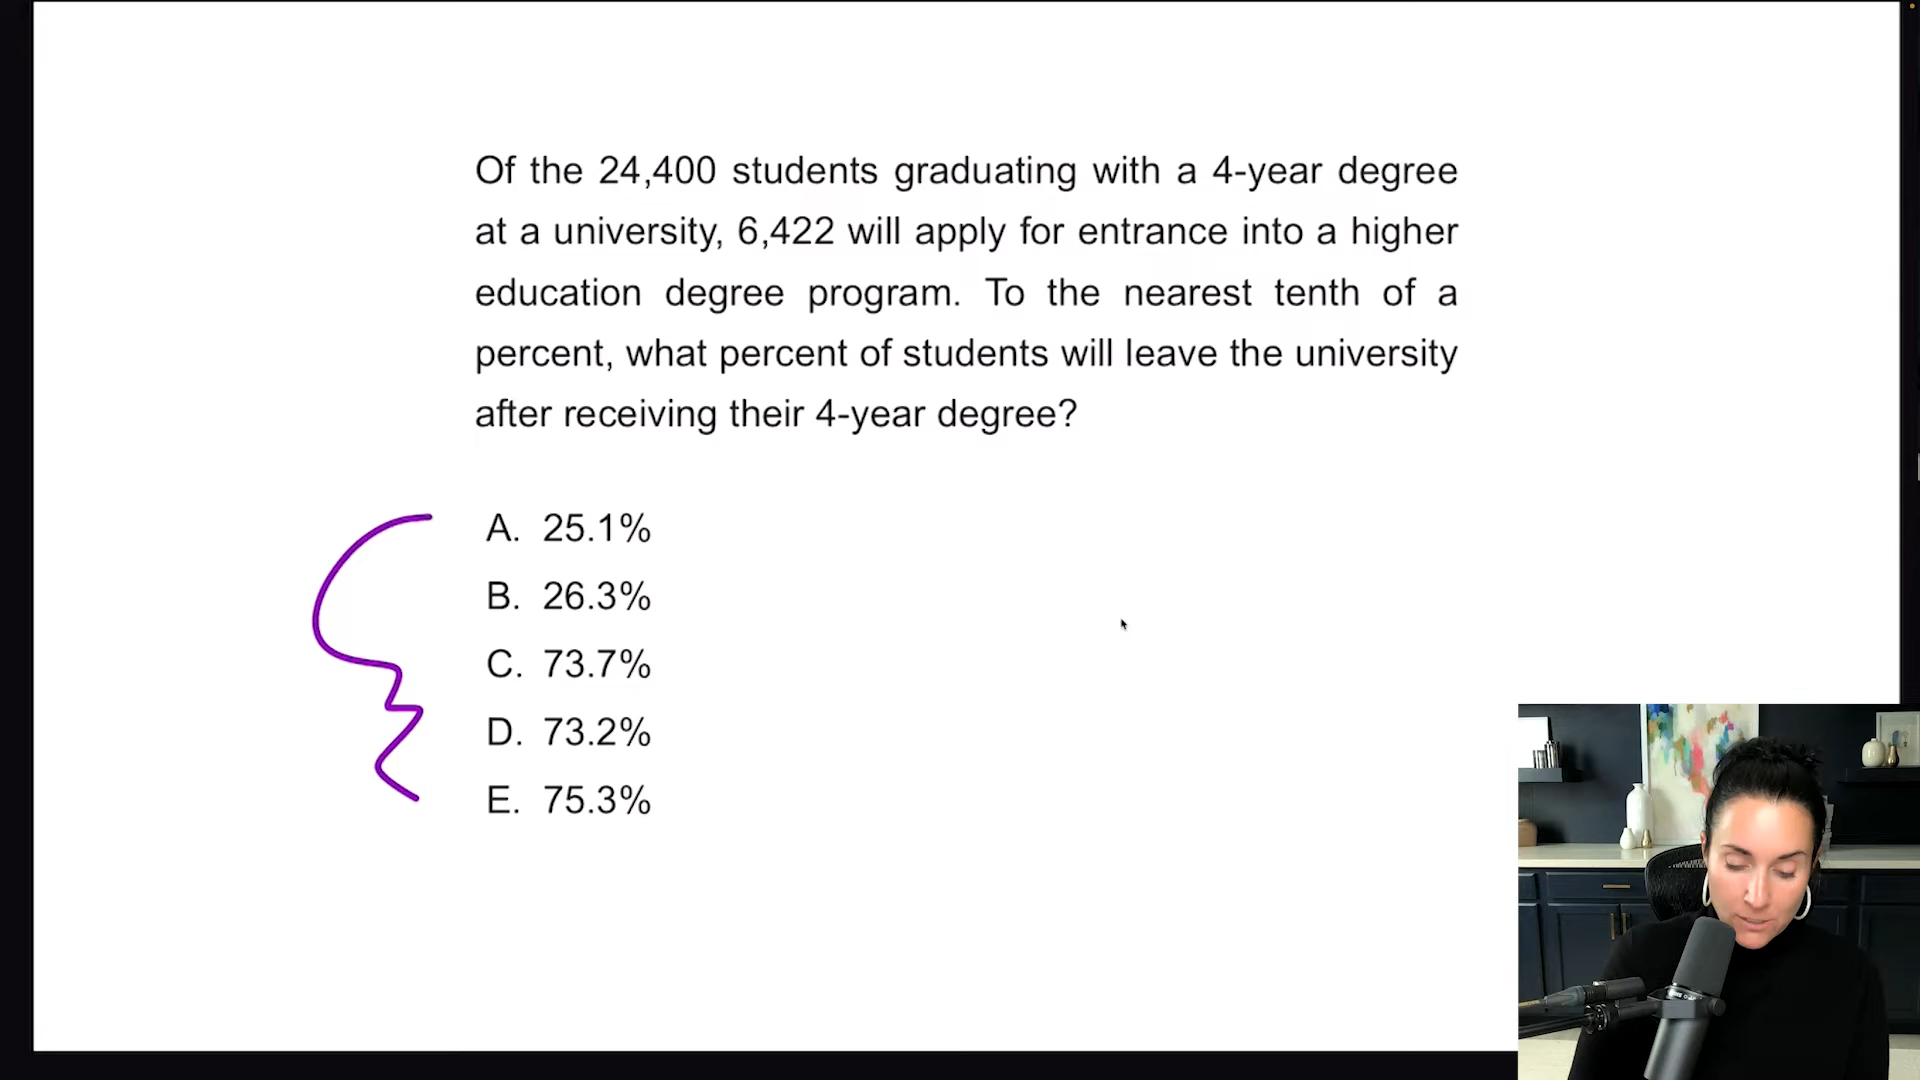 Of the 24,400 students graduating with a 4-year degree
at a university, 6,422 will apply for entrance into a higher
education degree program. To the nearest tenth of a
percent, what percent of students will leave the university
after receiving their 4-year degree?
A. 25.1%
B. 26.3%
C. 73.7%
D. 73.2%
E. 75.3%